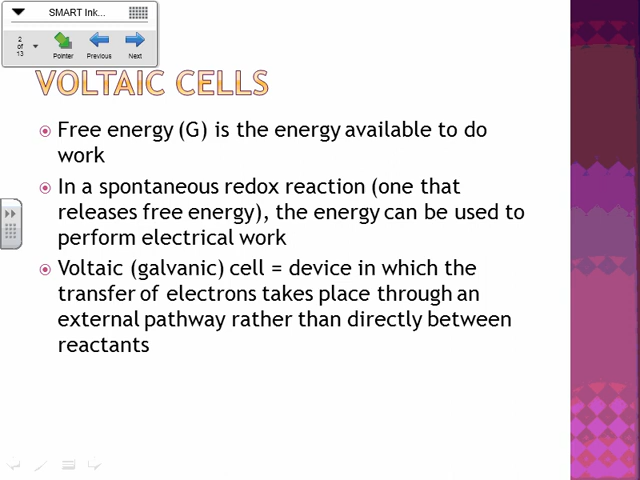 SMART Ink...
2
of
13
Pointer
Previous
Next
VOLTAIC CELLS
Free energy (G) is the energy available to do
work
In a spontaneous redox reaction (one that
releases free energy), the energy can be used to
perform electrical work
Voltaic (galvanic) cell = device in which the
transfer of electrons takes place through an
external pathway rather than directly between
reactants